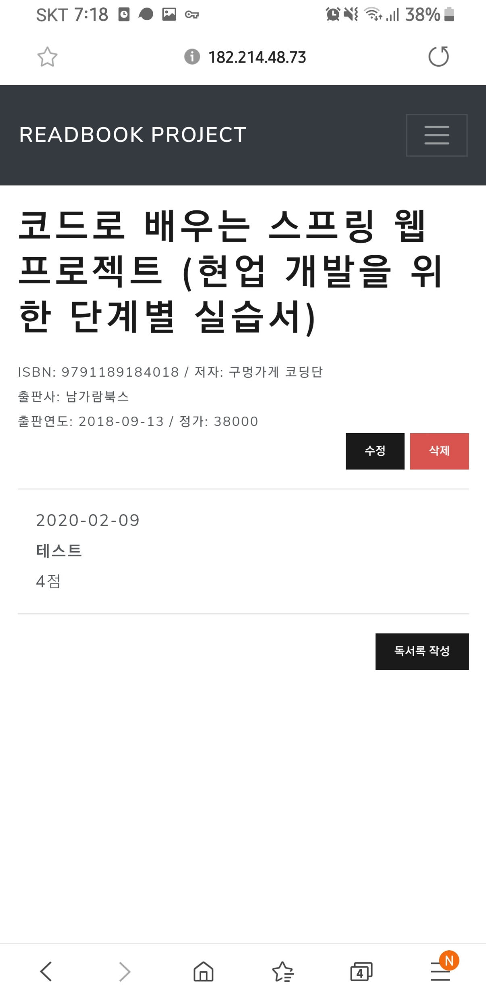 SKT 7:18 38%
182.214.48.73
READBOOK PROJECT
코드로 배우는 스프링 웹
프로젝트 (현업 개발을 위
한 단계별 실습서)
ISBN: 9791189184018 / 저자: 구멍가게 코딩단
출판사: 남가람북스
출판연도: 2018-09-13 / 정가: 38000
수정 삭제
2020-02-09
테스트
4점
독서록 작성
4 N